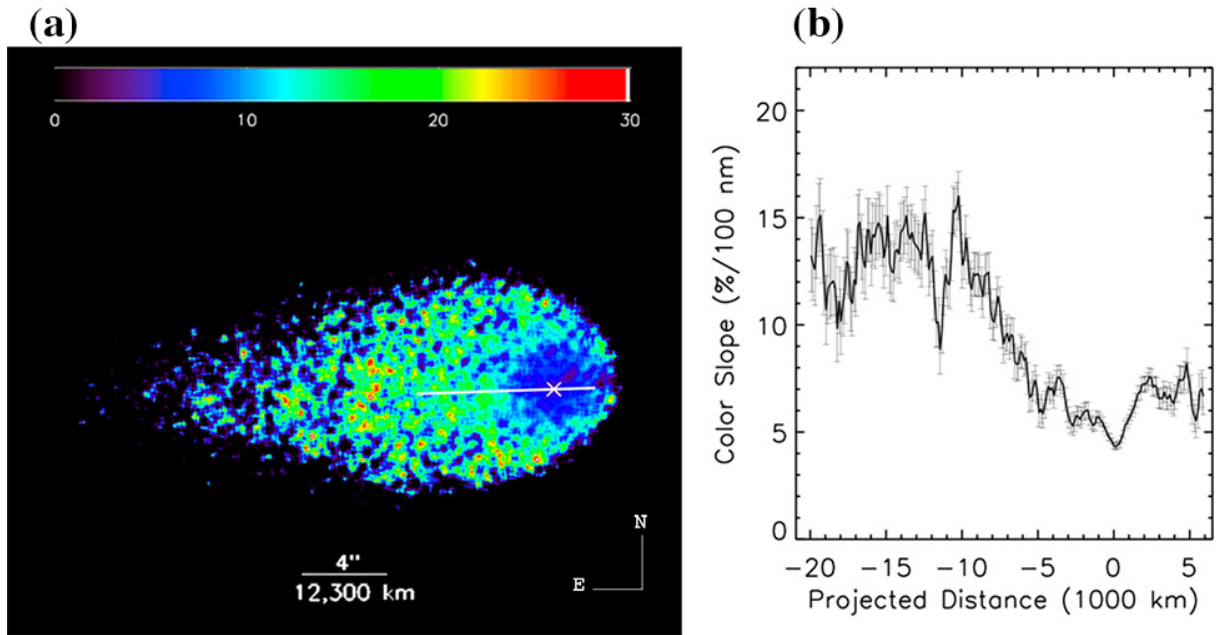 (a)
0 10 20 30
N
E
4"
12,300 km
(b)
Color Slope (%/100 nm)
20
15
10
5
0
-20 -15 -10 -5 0 5
Projected Distance (1000 km)